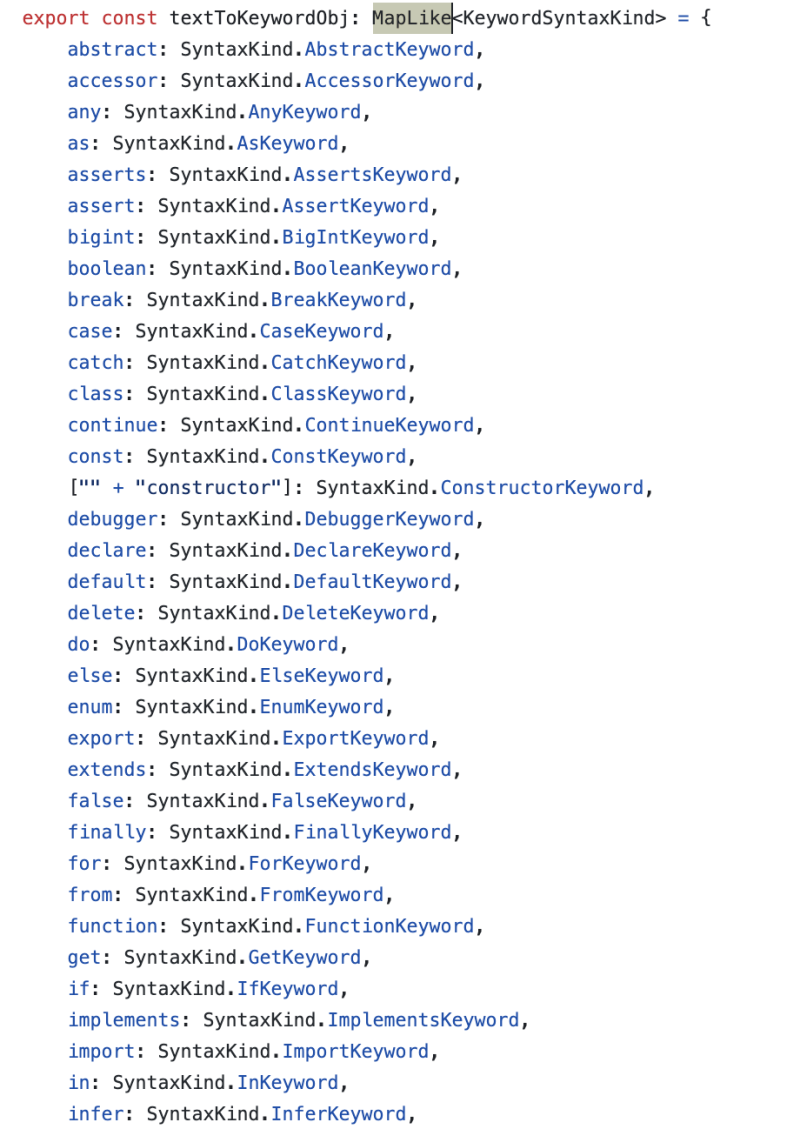 export const textToKeywordObj: MapLike<KeywordSyntaxKind> = {
    abstract: SyntaxKind.AbstractKeyword,
    accessor: SyntaxKind.AccessorKeyword,
    any: SyntaxKind.AnyKeyword,
    as: SyntaxKind.AsKeyword,
    asserts: SyntaxKind.AssertsKeyword,
    assert: SyntaxKind.AssertKeyword,
    bigint: SyntaxKind.BigIntKeyword,
    boolean: SyntaxKind.BooleanKeyword,
    break: SyntaxKind.BreakKeyword,
    case: SyntaxKind.CaseKeyword,
    catch: SyntaxKind.CatchKeyword,
    class: SyntaxKind.ClassKeyword,
    continue: SyntaxKind.ContinueKeyword,
    const: SyntaxKind.ConstKeyword,
    ["" + "constructor"]: SyntaxKind.ConstructorKeyword,
    debugger: SyntaxKind.DebuggerKeyword,
    declare: SyntaxKind.DeclareKeyword,
    default: SyntaxKind.DefaultKeyword,
    delete: SyntaxKind.DeleteKeyword,
    do: SyntaxKind.DoKeyword,
    else: SyntaxKind.ElseKeyword,
    enum: SyntaxKind.EnumKeyword,
    export: SyntaxKind.ExportKeyword,
    extends: SyntaxKind.ExtendsKeyword,
    false: SyntaxKind.FalseKeyword,
    finally: SyntaxKind.FinallyKeyword,
    for: SyntaxKind.ForKeyword,
    from: SyntaxKind.FromKeyword,
    function: SyntaxKind.FunctionKeyword,
    get: SyntaxKind.GetKeyword,
    if: SyntaxKind.IfKeyword,
    implements: SyntaxKind.ImplementsKeyword,
    import: SyntaxKind.ImportKeyword,
    in: SyntaxKind.InKeyword,
    infer: SyntaxKind.InferKeyword,